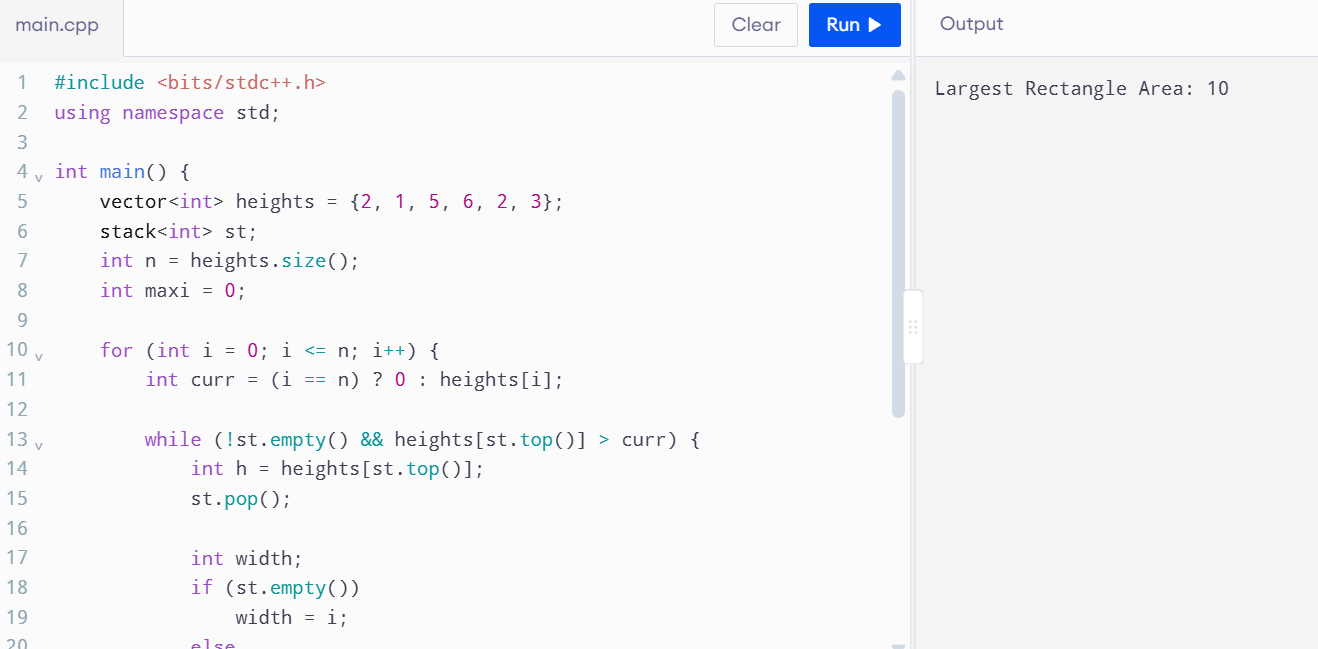 main.cpp
Clear
Run
Output
1 #include <bits/stdc++.h>
2 using namespace std;
3
4 int main() {
5     vector<int> heights = {2, 1, 5, 6, 2, 3};
6     stack<int> st;
7     int n = heights.size();
8     int maxi = 0;
9
10     for (int i = 0; i <= n; i++) {
11         int curr = (i == n) ? 0 : heights[i];
12
13         while (!st.empty() && heights[st.top()] > curr) {
14             int h = heights[st.top()];
15             st.pop();
16
17             int width;
18             if (st.empty())
19                 width = i;
20             else
Largest Rectangle Area: 10